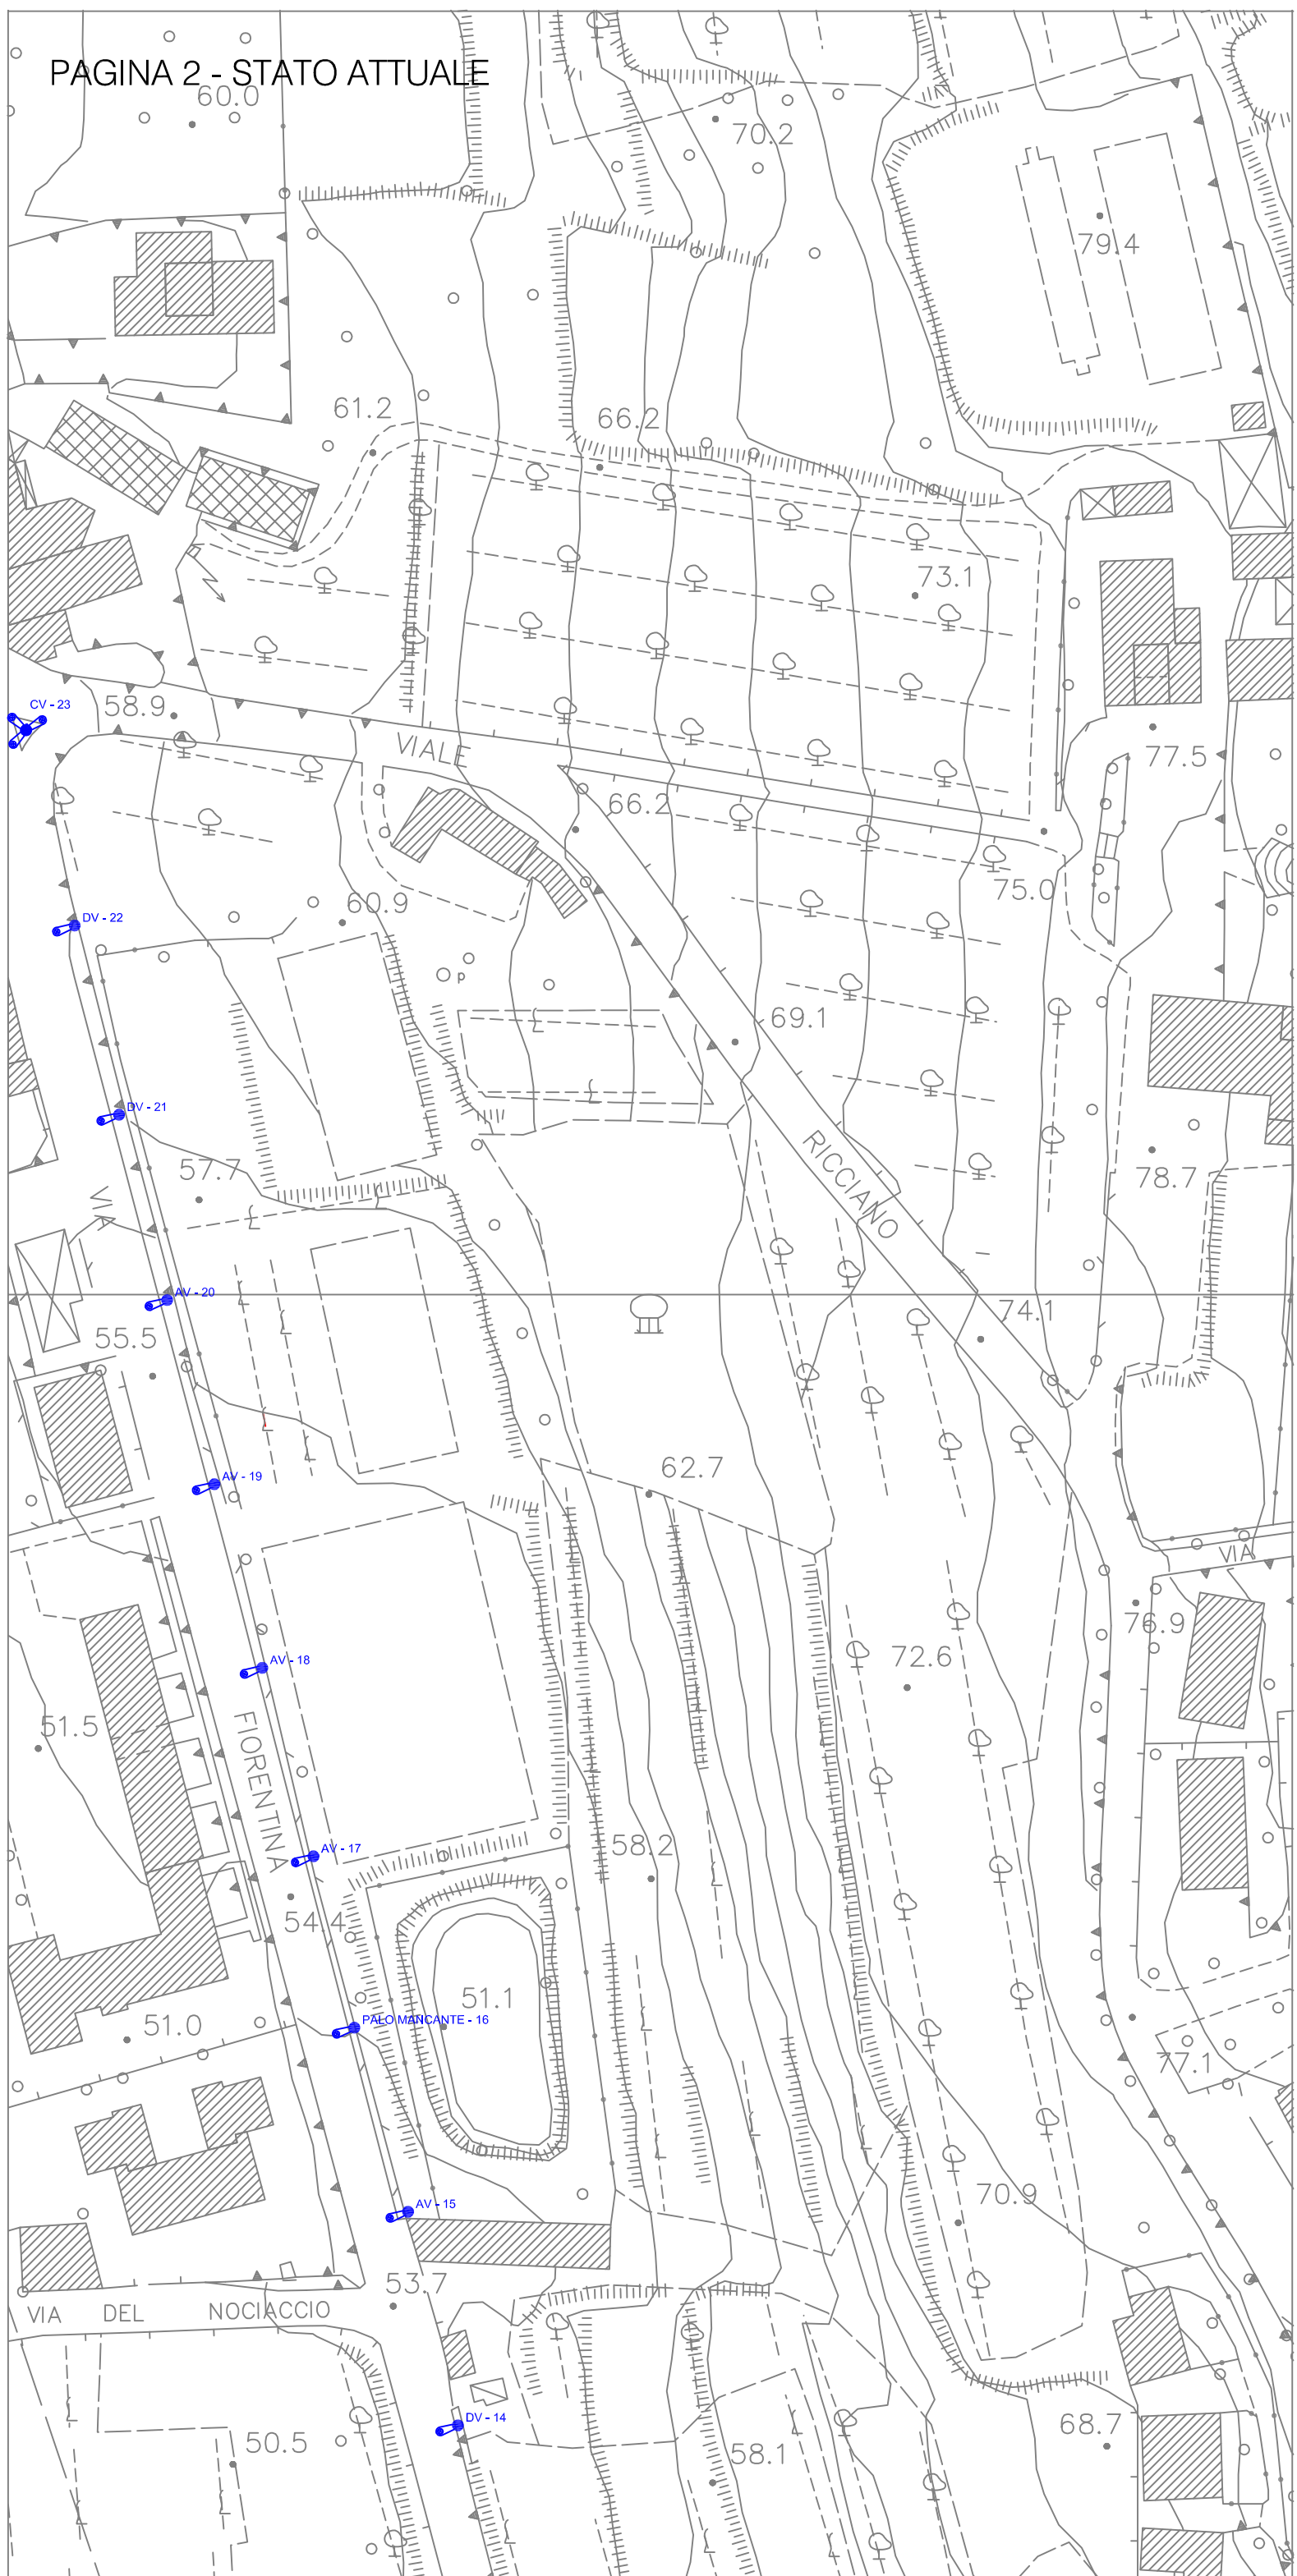 PAGINA 2 - STATO ATTUALE
60.0
70.2
79.4
61.2
66.2
73.1
CV - 23
58.9
VIALE
77.5
66.2
75.0
60.9
DV - 22
p
69.1
DV - 21
RICCIANO
78.7
57.7
VIA
AV - 20
74.1
55.5
62.7
AV - 19
VIA
76.9
AV - 18
72.6
51.5
FIORENTINA
AV - 17
58.2
54.4
51.1
51.0
PALO MANCANTE - 16
77.1
AV - 15
70.9
53.7
VIA DEL NOCIACCIO
DV - 14
68.7
50.5
58.1